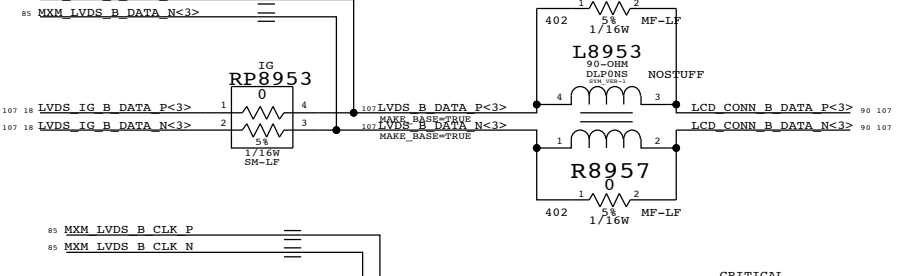 85 MXM_LVDS_B_DATA_N<3>
1 2
402 5% MF-LF
1/16W
L8953
90-OHM
DLP0NS
SYM_VER-1
NOSTUFF
4 3
IG
RP8953
0
107 18 LVDS_IG_B_DATA_P<3> 1 4 107 LVDS_B_DATA_P<3> LCD_CONN_B_DATA_P<3> 90 107
MAKE_BASE=TRUE
107 18 LVDS_IG_B_DATA_N<3> 2 3 107 LVDS_B_DATA_N<3> LCD_CONN_B_DATA_N<3> 90 107
MAKE_BASE=TRUE
5%
1/16W
SM-LF
1 2
R8957
0
1 2
402 5% MF-LF
1/16W
85 MXM_LVDS_B_CLK_P
85 MXM_LVDS_B_CLK_N
CRITICAL